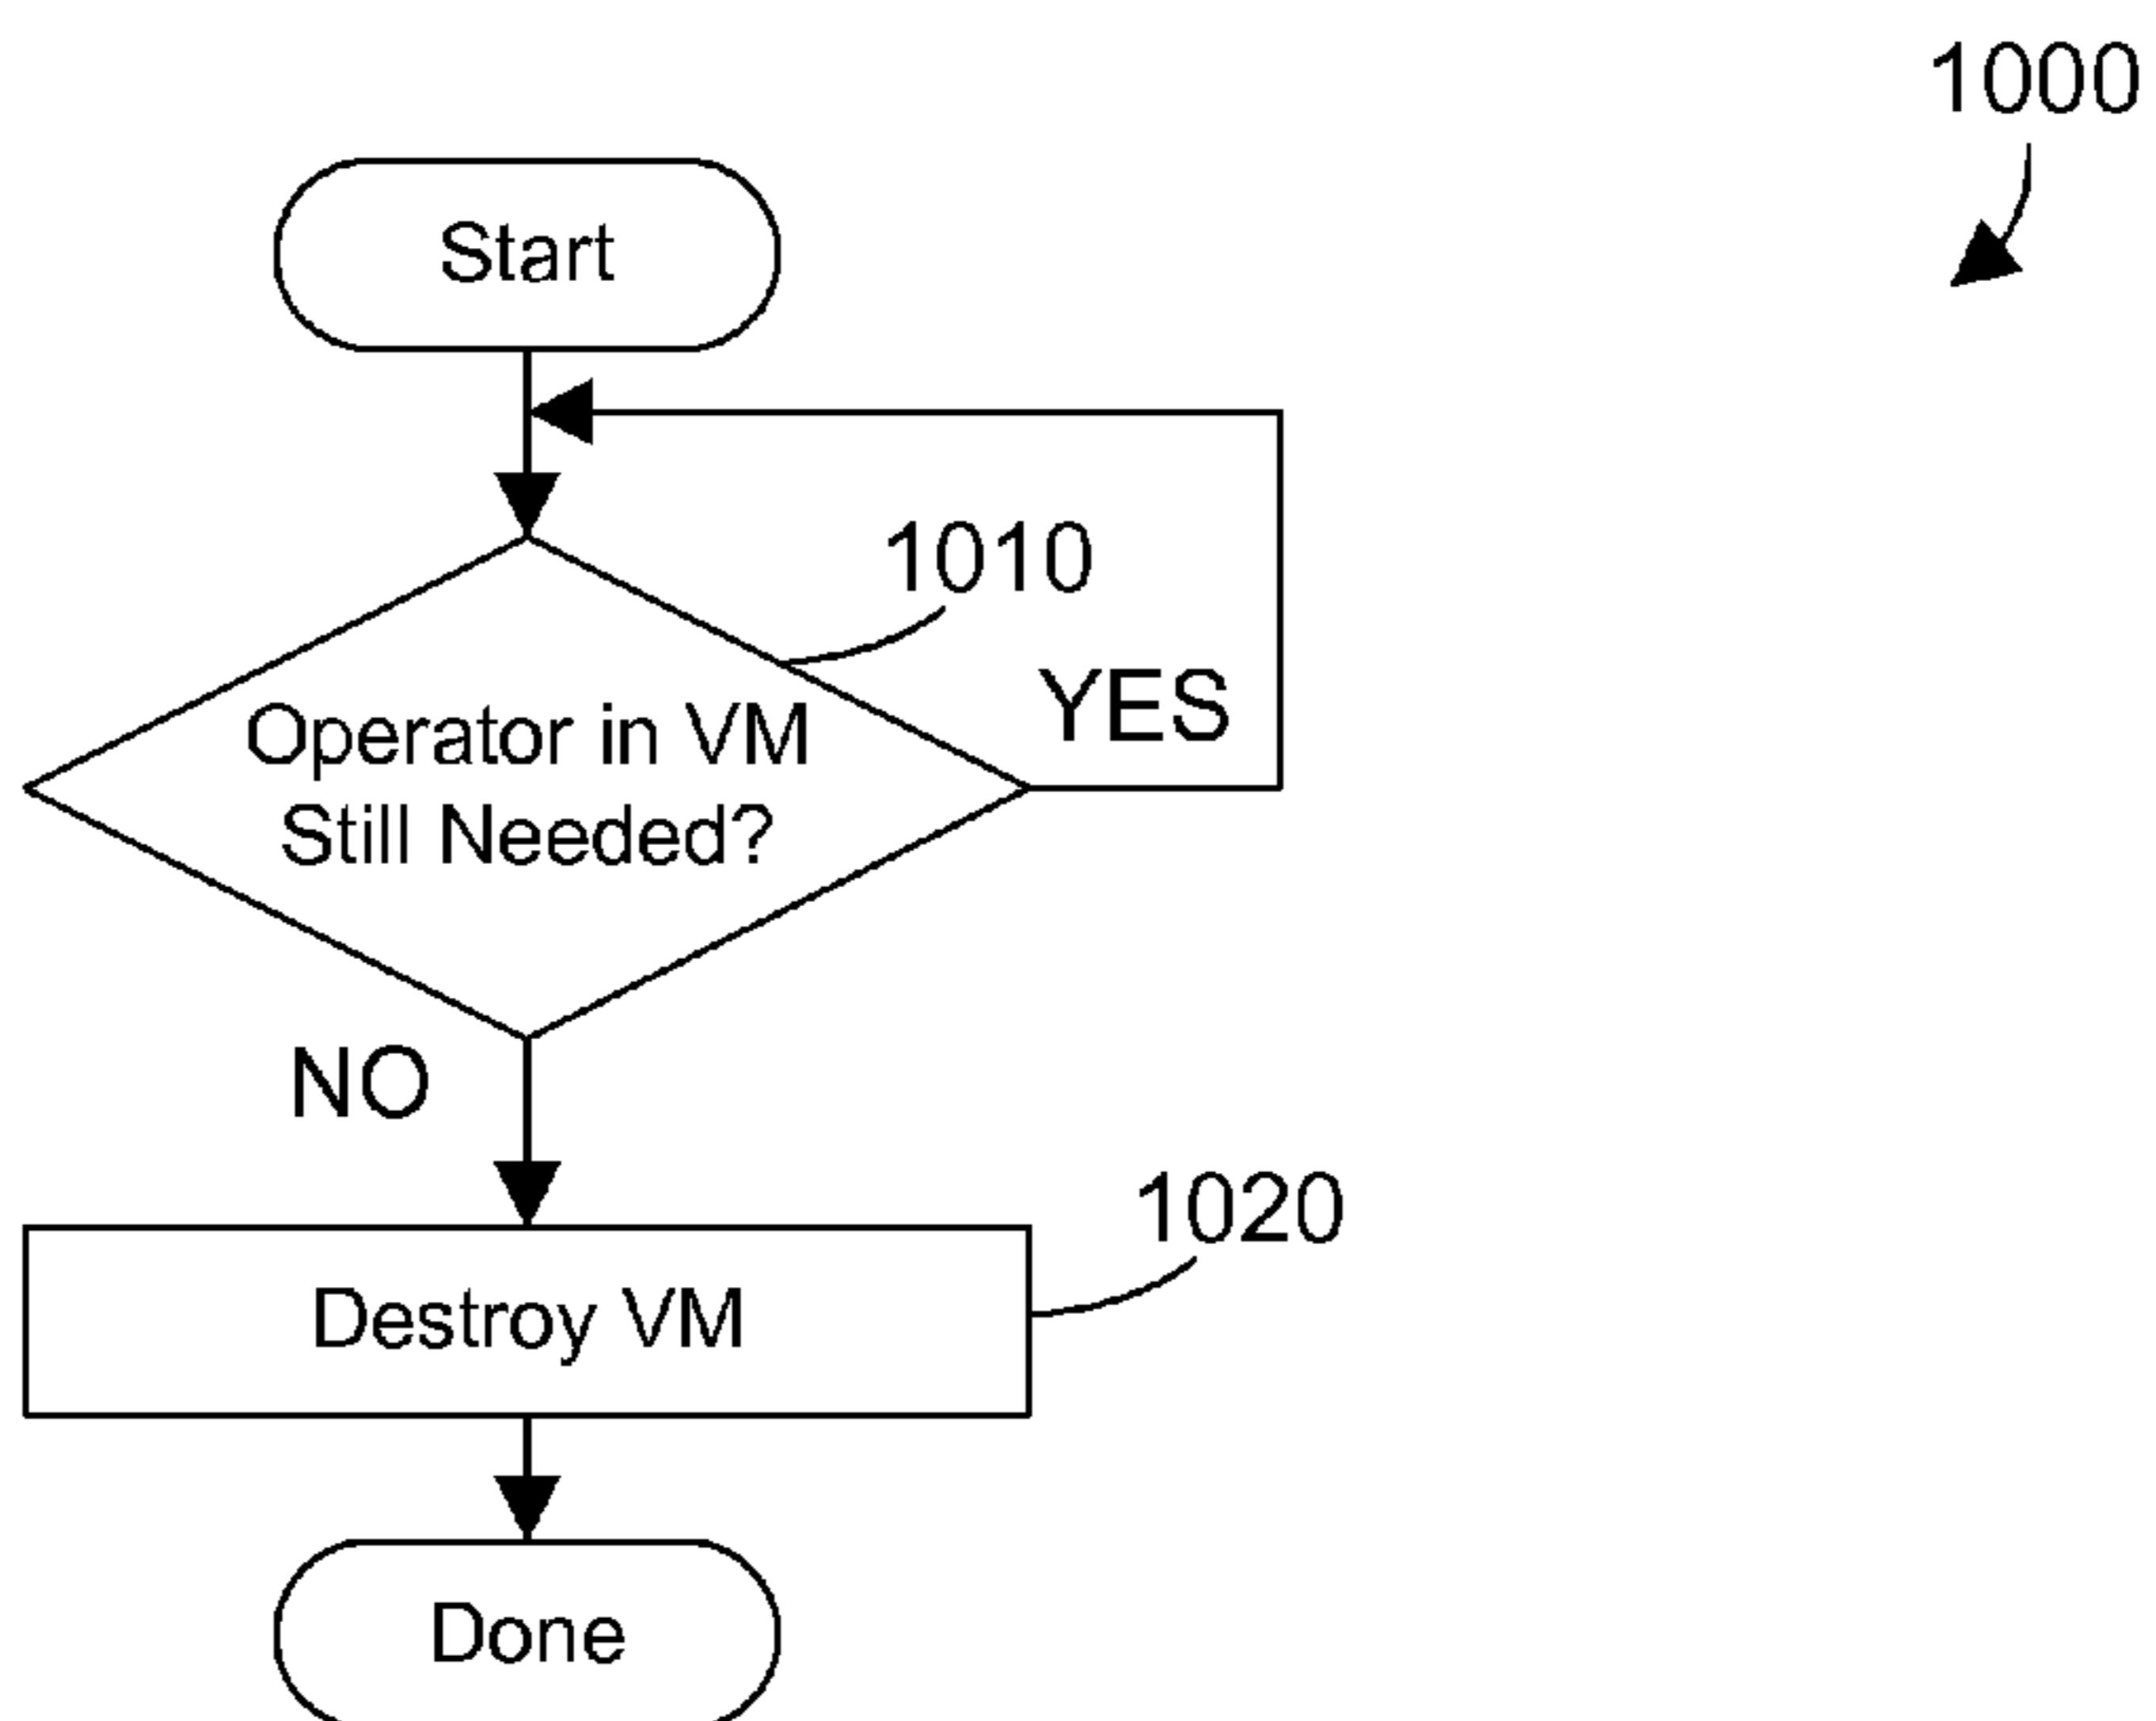 1000
Start
1010
YES
Operator in VM
Still Needed?
NO
1020
Destroy VM
Done